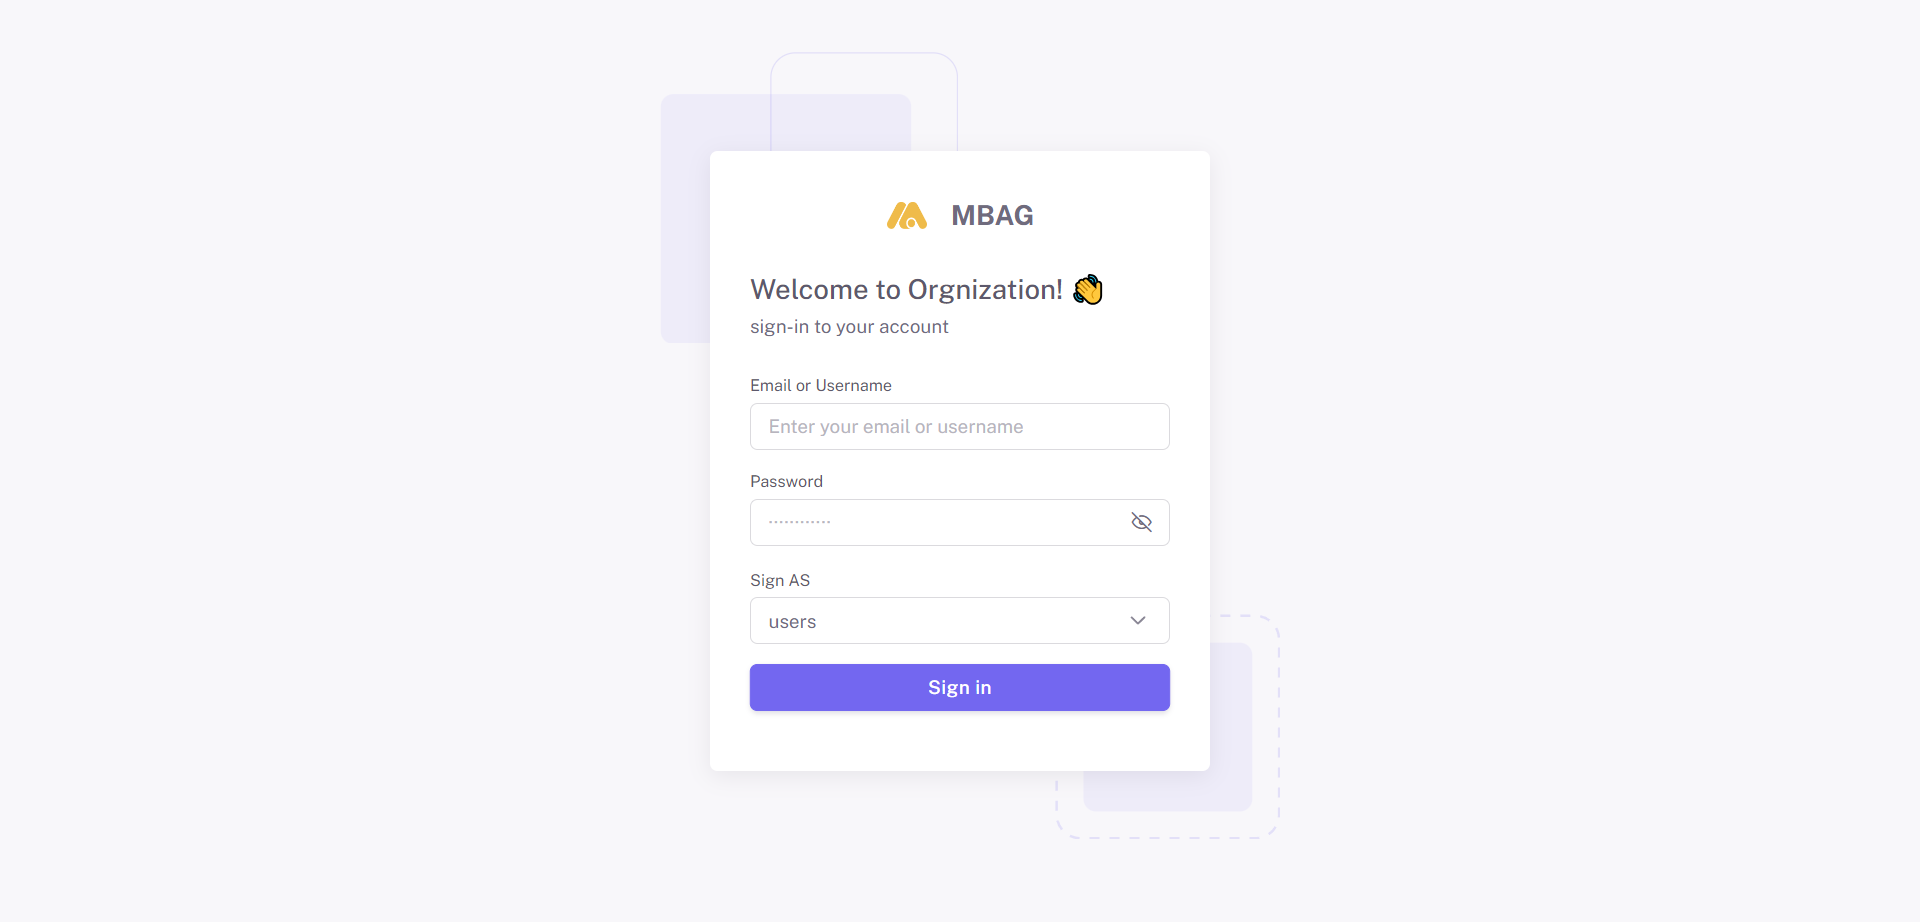 MBAG
Welcome to Orgnization! 👋
sign-in to your account
Email or Username
Enter your email or username
Password
············
Sign AS
users
Sign in